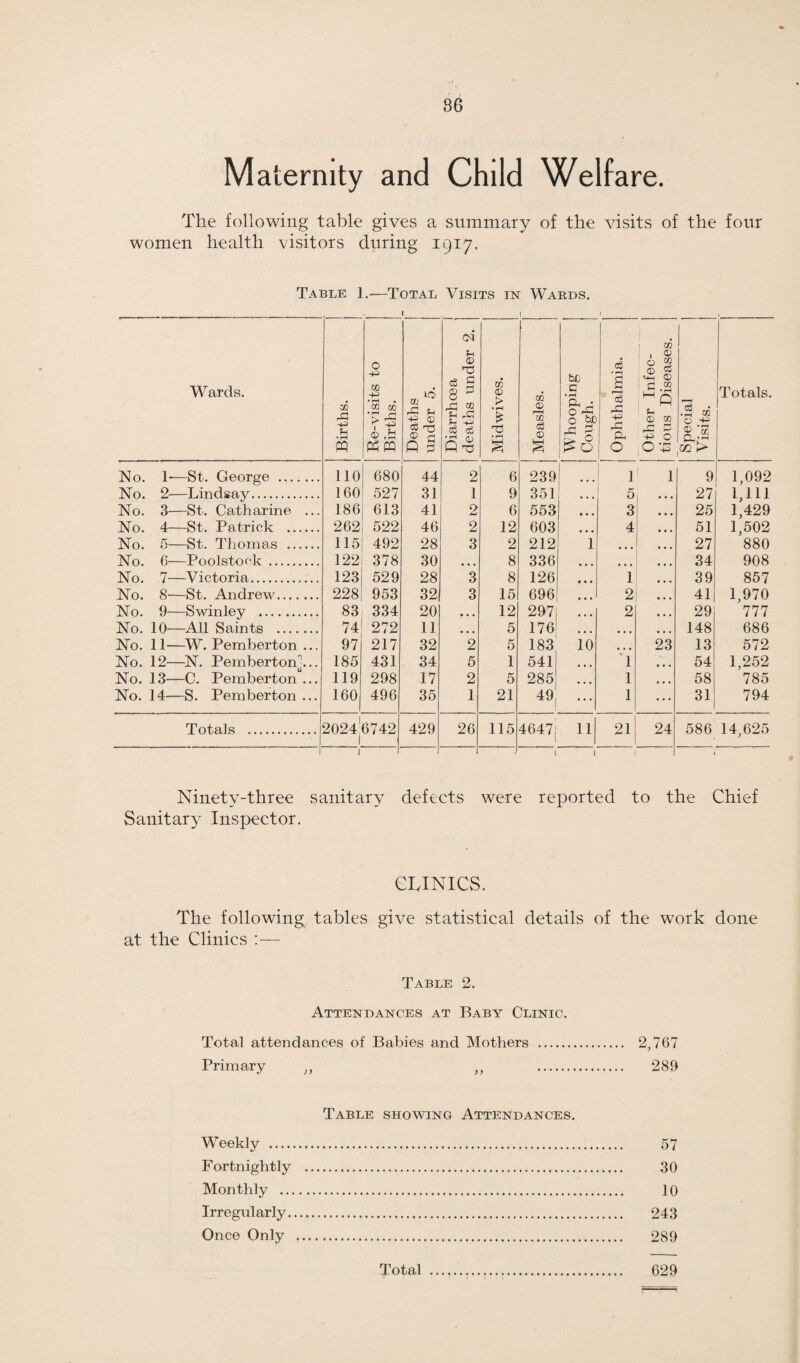 36
Maternity and Child Welfare.
The following table gives a summary of the visits of the four
women health visitors during 1917.
Table 1.—Total Visits in Wards.
Wards. | Births. | Re-visits to Births. | Deaths under 5. | Diarrhœa deaths under 2. | Midwives. | Measles. | Whooping Cough. | Ophthalmia. | Other Infectious Diseases. | Special Visits. | Totals.
No. 1—St. George ....... 110 680 44 2 6 239 ... 1 1 9 1,092
No. 2—Lindsay............ 160 527 31 1 9 351 ... 5 ... 27 1,111
No. 3—St. Catharine ... 186 613 41 2 6 553 ... 3 ... 25 1,429
No. 4—St. Patrick ...... 262 522 46 2 12 603 ... 4 ... 51 1,502
No. 5—St. Thomas ...... 115 492 28 3 2 212 1 ... ... 27 880
No. 6—Poolstock ......... 122 378 30 ... 8 336 ... ... ... 34 908
No. 7—Victoria............ 123 529 28 3 8 126 ... 1 ... 39 857
No. 8—St. Andrew....... 228 953 32 3 15 696 ... 2 ... 41 1,970
No. 9—Swinley .......... 83 334 20 ... 12 297 ... 2 ... 29 777
No. 10—All Saints ....... 74 272 11 ... 5 176 ... ... ... 148 686
No. 11—W. Pemberton ... 97 217 32 2 5 183 10 ... 23 13 572
No. 12—N. Pemberton... 185 431 34 5 1 541 1 ... 54 1,252
No. 13—C. Pemberton ... 119 298 17 2 5 285 ... 1 ... 58 785
No. 14—S. Pemberton ... 160 496 35 1 21 49 ... 1 ... 31 794
Totals ............ 2024 6742 429 26 115 4647 11 21 24 586 14,625
Ninety-three sanitary defects were reported to the Chief
Sanitary Inspector.
CLINICS.
The following tables give statistical details of the work done
at the Clinics :—
Table 2.
Attendances at Baby Clinic.
Total attendances of Babies and Mothers ............... 2,767
Primary ,, ,, ............... 289
Table showing Attendances.
Weekly ............... 57
Fortnightly ............... 30
Monthly ............... 10
Irregularly............... 243
Once Only ............... 289
Total ............... 629